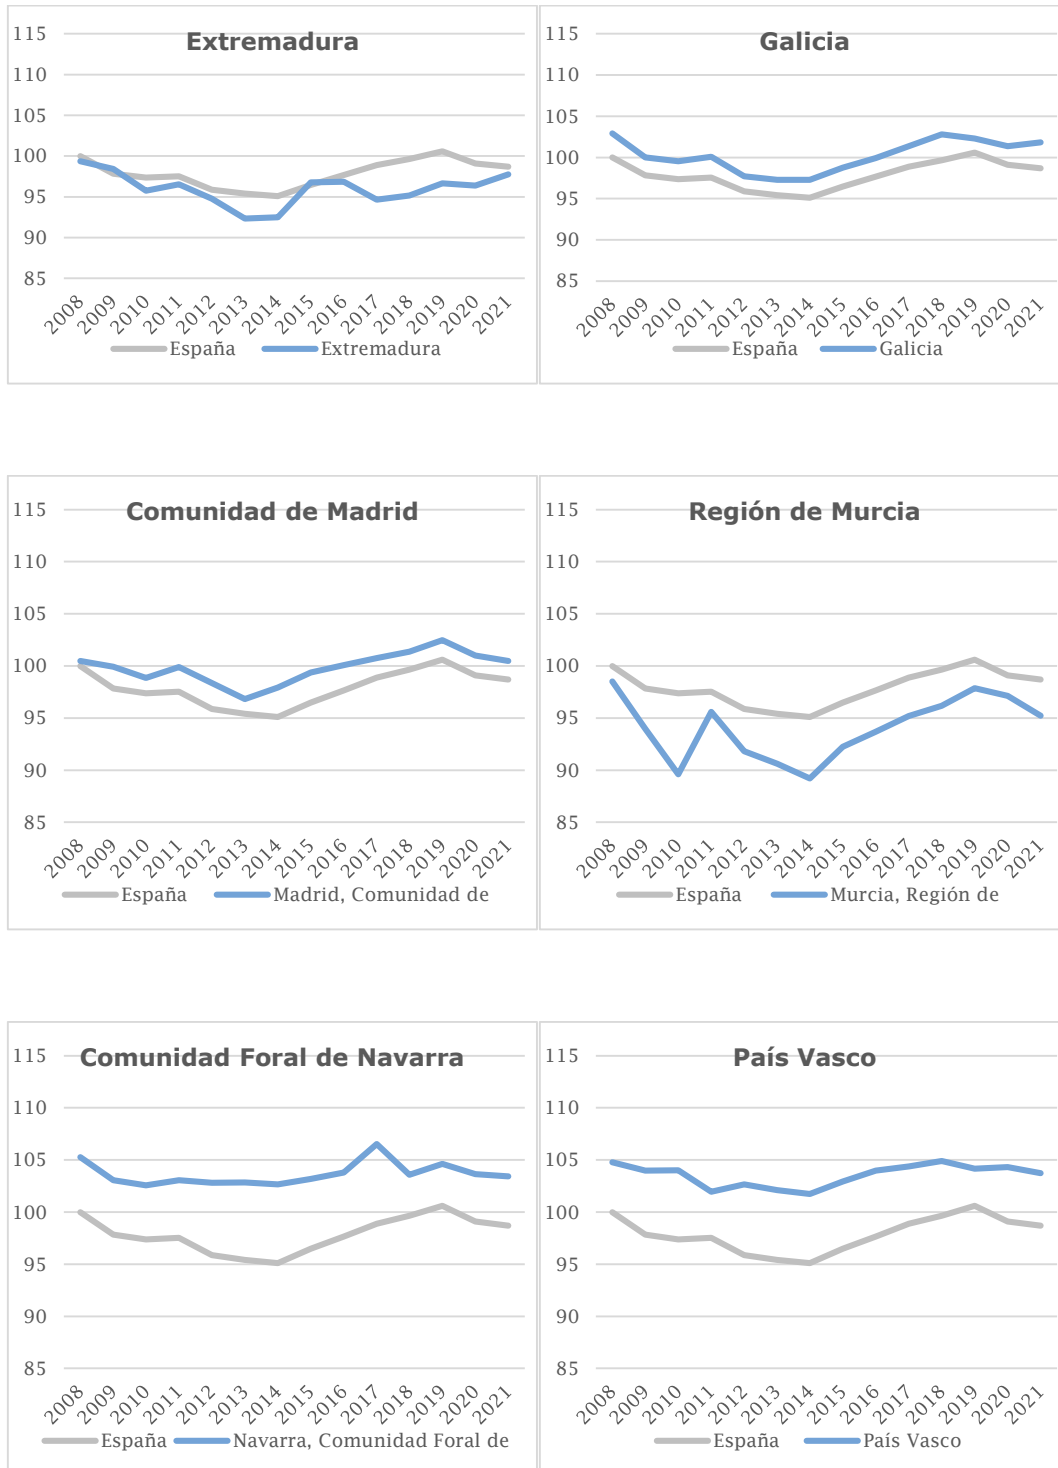 Extremadura
115
110
105
100
95
90
85
2008 2009 2010 2011 2012 2013 2014 2015 2016 2017 2018 2019 2020 2021
España Extremadura
Galicia
115
110
105
100
95
90
85
2008 2009 2010 2011 2012 2013 2014 2015 2016 2017 2018 2019 2020 2021
España Galicia
Comunidad de Madrid
115
110
105
100
95
90
85
2008 2009 2010 2011 2012 2013 2014 2015 2016 2017 2018 2019 2020 2021
España Madrid, Comunidad de
Región de Murcia
115
110
105
100
95
90
85
2008 2009 2010 2011 2012 2013 2014 2015 2016 2017 2018 2019 2020 2021
España Murcia, Región de
Comunidad Foral de Navarra
115
110
105
100
95
90
85
2008 2009 2010 2011 2012 2013 2014 2015 2016 2017 2018 2019 2020 2021
España Navarra, Comunidad Foral de
País Vasco
115
110
105
100
95
90
85
2008 2009 2010 2011 2012 2013 2014 2015 2016 2017 2018 2019 2020 2021
España País Vasco